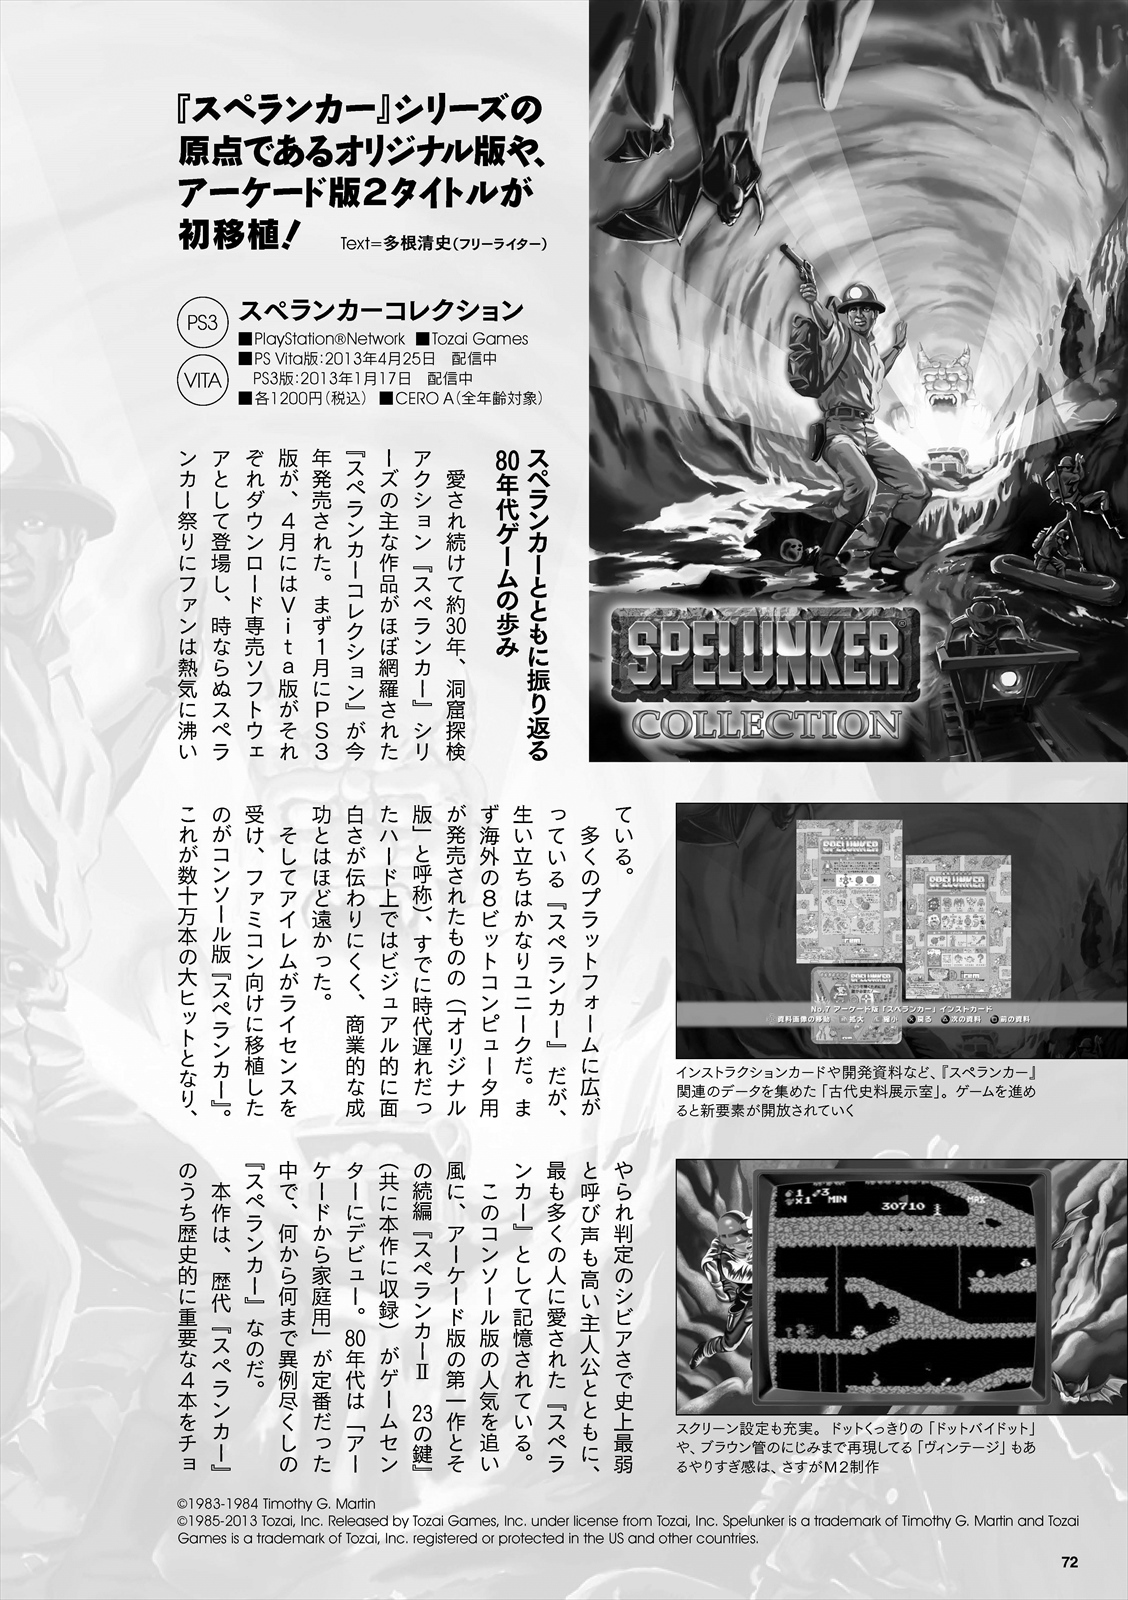 『スペランカー』シリーズの
原点であるオリジナル版や、
アーケード版2タイトルが
初移植！
Text=多根清史（フリーライター）
PS3
VITA
スペランカーコレクション
■PlayStation®Network ■Tozai Games
■PS Vita版：2013年4月25日　配信中
PS3版：2013年1月17日　配信中
■各1200円（税込） ■CERO A（全年齢対象）
SPELUNKER®
COLLECTION
スペランカーとともに振り返る
80年代ゲームの歩み
愛され続けて約30年、洞窟探検
アクション『スペランカー』シリ
ーズの主な作品がほぼ網羅された
『スペランカーコレクション』が今
年発売された。まず1月にPS3
版が、4月にはVita版がそれ
ぞれダウンロード専売ソフトウェ
アとして登場し、時ならぬスペラ
ンカー祭りにファンは熱気に沸い
ている。
多くのプラットフォームに広が
っている『スペランカー』だが、
生い立ちはかなりユニークだ。ま
ず海外の8ビットコンピュータ用
が発売されたものの（「オリジナル
版」と呼称）、すでに時代遅れだっ
たハード上ではビジュアル的に面
白さが伝わりにくく、商業的な成
功とはほど遠かった。
そしてアイレムがライセンスを
受け、ファミコン向けに移植した
のがコンソール版『スペランカー』。
これが数十万本の大ヒットとなり、
やられ判定のシビアさで史上最弱
と呼び声も高い主人公とともに、
最も多くの人に愛された『スペラ
ンカー』として記憶されている。
このコンソール版の人気を追い
風に、アーケード版の第一作とそ
の続編『スペランカーⅡ　23の鍵』
（共に本作に収録）がゲームセン
ターにデビュー。80年代は「アー
ケードから家庭用」が定番だった
中で、何から何まで異例尽くしの
『スペランカー』なのだ。
本作は、歴代『スペランカー』
のうち歴史的に重要な4本をチョ
SPELUNKER
SPELUNKER
SPELUNKER
No.7 アーケード版「スペランカー」インストカード
資料画像の移動 拡大 縮小 戻る 次の資料 前の資料
インストラクションカードや開発資料など、『スペランカー』
関連のデータを集めた「古代史料展示室」。ゲームを進め
ると新要素が開放されていく
MIN
MAX
30710
スクリーン設定も充実。ドットくっきりの「ドットバイドット」
や、ブラウン管のにじみまで再現してる「ヴィンテージ」もあ
るやりすぎ感は、さすがM2制作
©1983-1984 Timothy G. Martin
©1985-2013 Tozai, Inc. Released by Tozai Games, Inc. under license from Tozai, Inc. Spelunker is a trademark of Timothy G. Martin and Tozai
Games is a trademark of Tozai, Inc. registered or protected in the US and other countries.
72